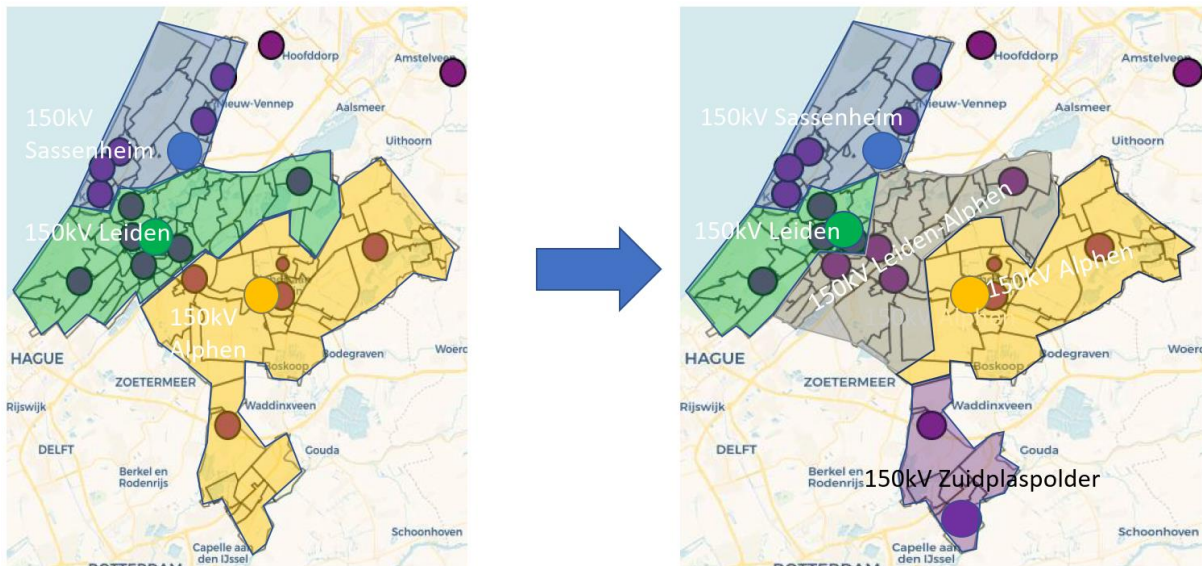 Hoofddorp
Amstelveen
Nieuw-Vennep
Aalsmeer
150kV
Sassenheim
Uithoorn
150kV Leiden
150kV
Alphen
HAGUE
Bodegraven
Woerd
Boskoop
ZOETERMEER
Rijswijk
Waddinxveen
DELFT
Gouda
Berkel en
Rodenrijs
Schoonhoven
Capelle aan
den IJssel
ROTTERDAM
Hoofddorp
Amstelveen
Nieuw-Vennep
150kV Sassenheim
Aalsmeer
Uithoorn
150kV Leiden
150kV Leiden-Alphen
150kV Alphen
HAGUE
Bodegraven
Woerd
Boskoop
ZOETERMEER
Rijswijk
Waddinxveen
DELFT
Gouda
Berkel en
Rodenrijs
150kV Zuidplaspolder
Schoonhoven
Capelle aan
den IJssel
ROTTERDAM